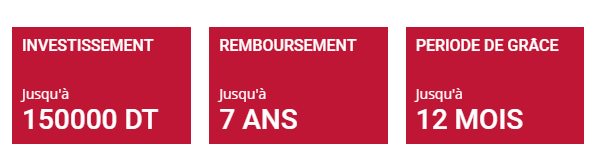 INVESTISSEMENT
Jusqu'à
150000 DT
REMBOURSEMENT
Jusqu'à
7 ANS
PERIODE DE GRÂCE
Jusqu'à
12 MOIS